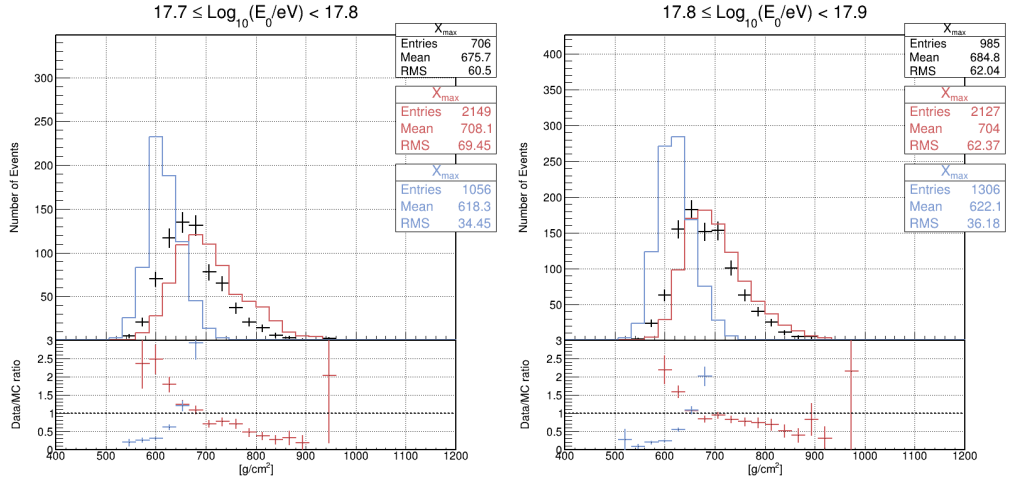 17.7 ≤ Log₁₀(E₀/eV) < 17.8
Xmax
Entries 706
Mean 675.7
RMS 60.5
Xmax
Entries 2149
Mean 708.1
RMS 69.45
Xmax
Entries 1056
Mean 618.3
RMS 34.45
Number of Events
300
250
200
150
100
50
3
2.5
2
1.5
1
0.5
0
Data/MC ratio
400 500 600 700 800 900 1000 1100 1200
[g/cm²]
17.8 ≤ Log₁₀(E₀/eV) < 17.9
Xmax
Entries 985
Mean 684.8
RMS 62.04
Xmax
Entries 2127
Mean 704
RMS 62.37
Xmax
Entries 1306
Mean 622.1
RMS 36.18
Number of Events
400
350
300
250
200
150
100
50
3
2.5
2
1.5
1
0.5
0
Data/MC ratio
400 500 600 700 800 900 1000 1100 1200
[g/cm²]